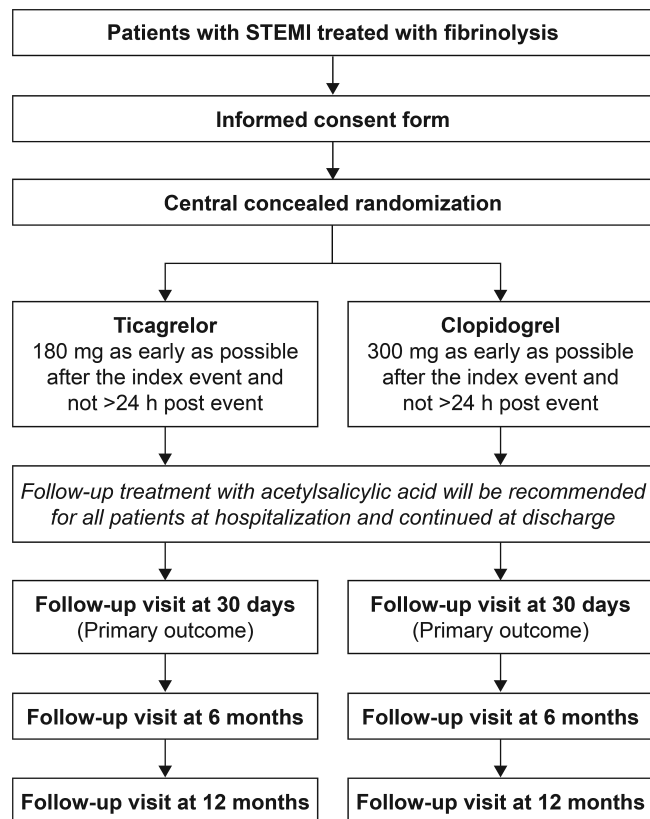 Patients with STEMI treated with fibrinolysis
Informed consent form
Central concealed randomization
Ticagrelor
180 mg as early as possible
after the index event and
not >24 h post event
Clopidogrel
300 mg as early as possible
after the index event and
not >24 h post event
Follow-up treatment with acetylsalicylic acid will be recommended
for all patients at hospitalization and continued at discharge
Follow-up visit at 30 days
(Primary outcome)
Follow-up visit at 30 days
(Primary outcome)
Follow-up visit at 6 months
Follow-up visit at 6 months
Follow-up visit at 12 months
Follow-up visit at 12 months